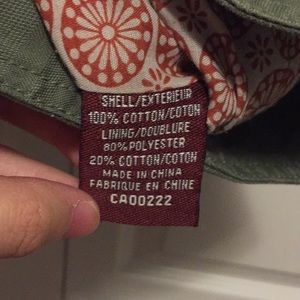 SHELL/EXTERIEUR
100% COTTON/COTON
LINING/DOUBLURE
80% POLYESTER
20% COTTON/COTON
MADE IN CHINA
FABRIQUE EN CHINE
CA00222